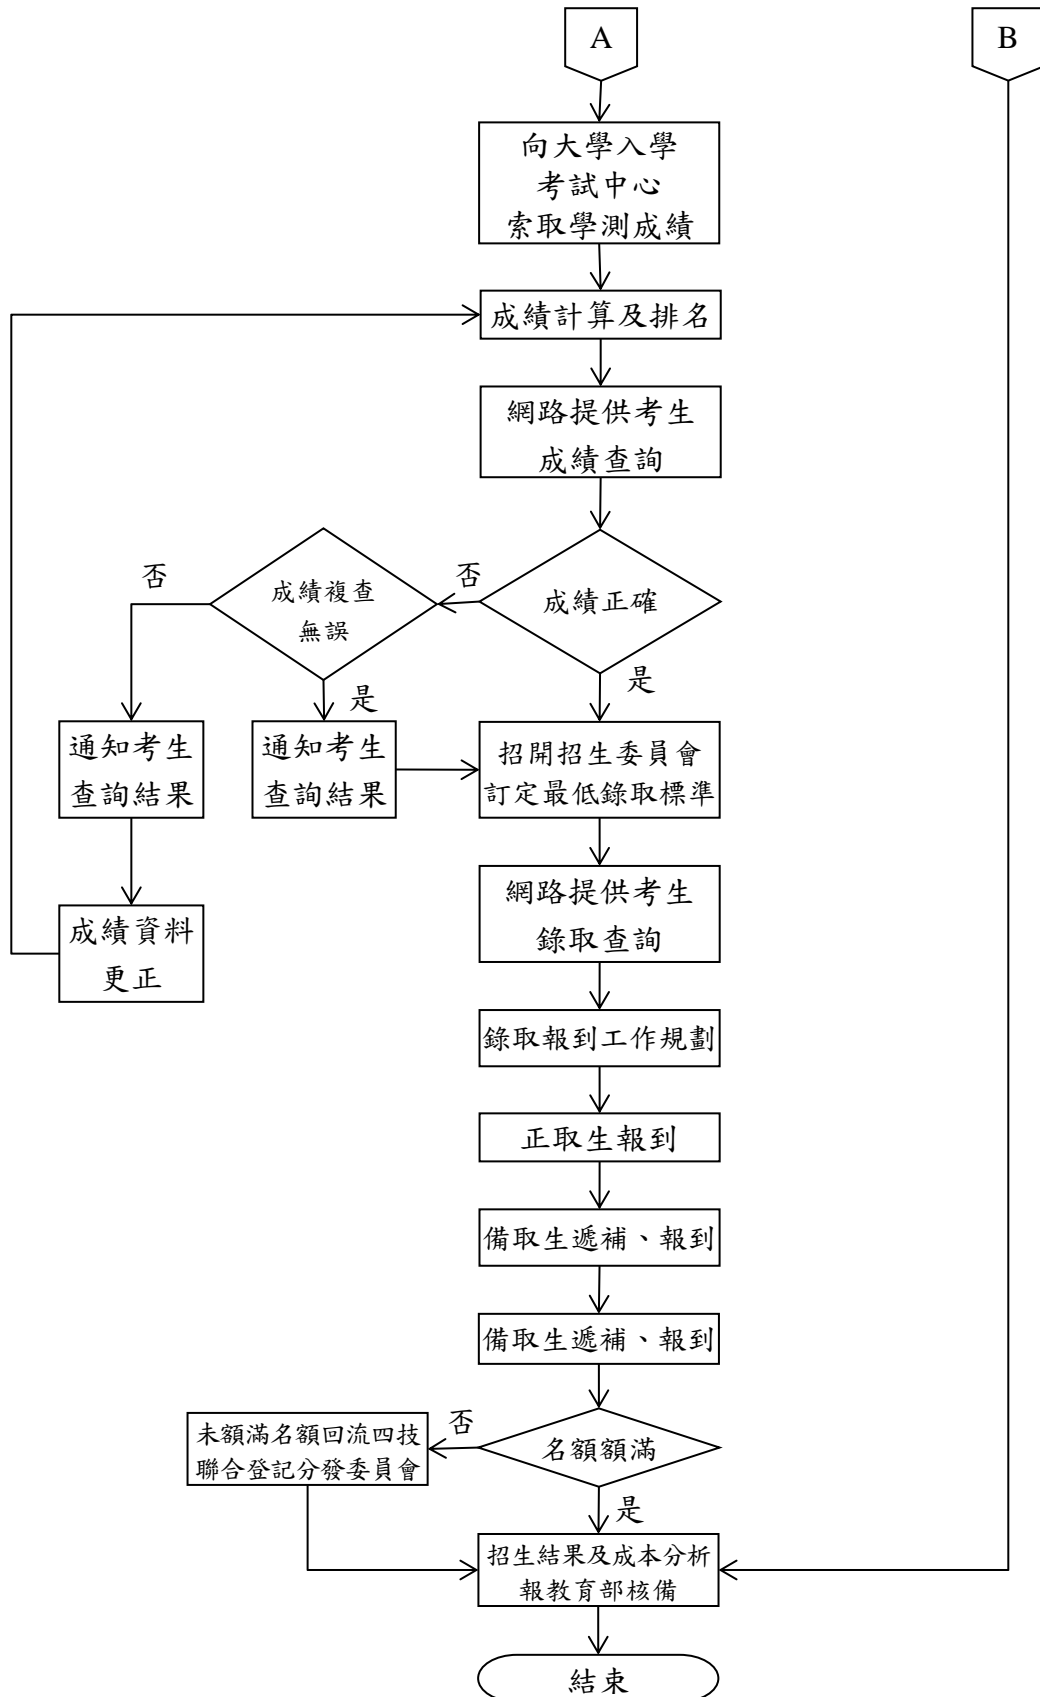 A
B
向大學入學
考試中心
索取學測成績
成績計算及排名
網路提供考生
成績查詢
成績正確
否
成績複查
無誤
否
是
是
通知考生
查詢結果
通知考生
查詢結果
招開招生委員會
訂定最低錄取標準
成績資料
更正
網路提供考生
錄取查詢
錄取報到工作規劃
正取生報到
備取生遞補、報到
備取生遞補、報到
名額額滿
否
未額滿名額回流四技
聯合登記分發委員會
是
招生結果及成本分析
報教育部核備
結束